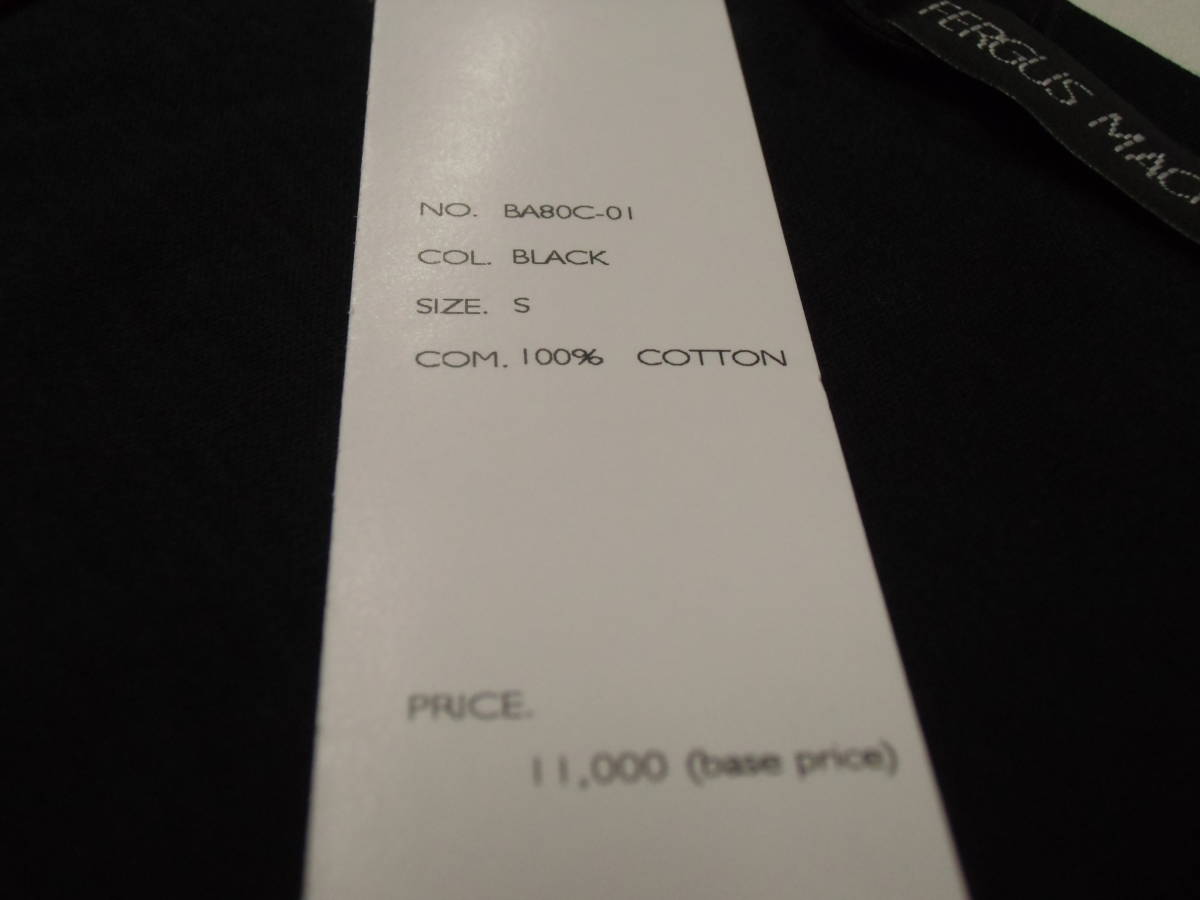 FERGUS MAC
NO. BA80C-01
COL. BLACK
SIZE. S
COM. 100% COTTON
PRICE.
11,000 (base price)